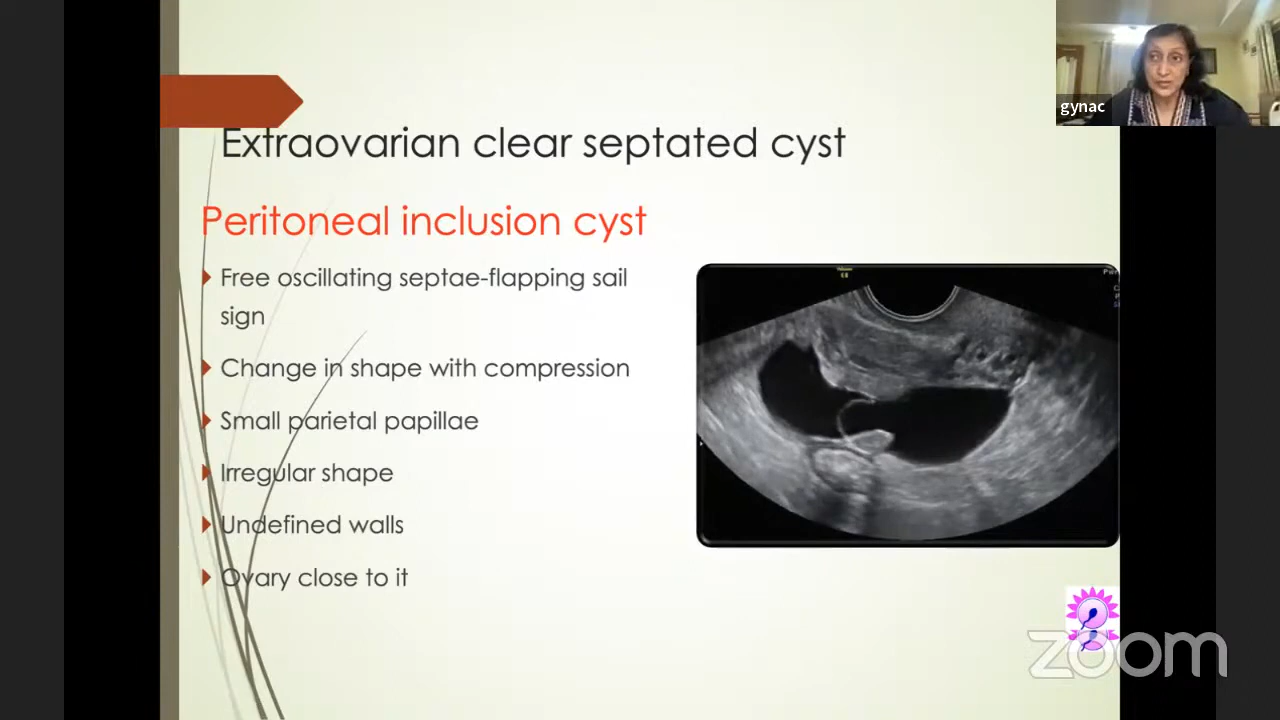 gynac
Extraovarian clear septated cyst
Peritoneal inclusion cyst
Free oscillating septae-flapping sail
sign
Change in shape with compression
Small parietal papillae
Irregular shape
Undefined walls
Ovary close to it
zoom